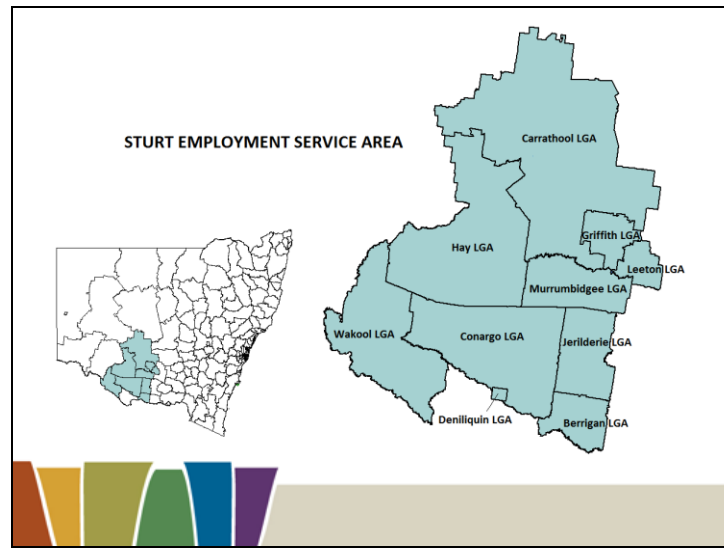 STURT EMPLOYMENT SERVICE AREA
Carrathool LGA
Griffith LGA
Hay LGA
Leeton LGA
Murrumbidgee LGA
Wakool LGA
Conargo LGA
Jerilderie LGA
Deniliquin LGA
Berrigan LGA